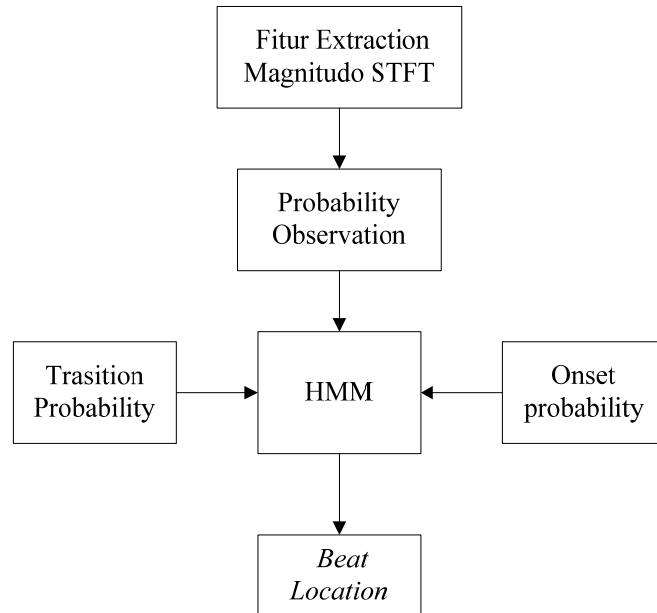 Fitur Extraction
Magnitudo STFT
Probability
Observation
Trasition
Probability
HMM
Onset
probability
Beat
Location